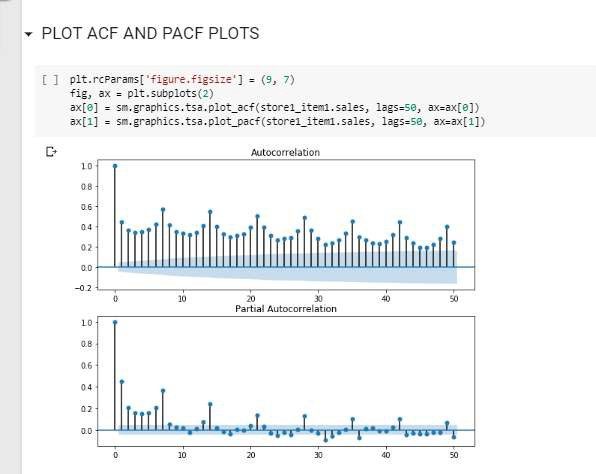 PLOT ACF AND PACF PLOTS
[ ] plt.rcParams['figure.figsize'] = (9, 7)
fig, ax = plt.subplots(2)
ax[0] = sm.graphics.tsa.plot_acf(store1_item1.sales, lags=50, ax=ax[0])
ax[1] = sm.graphics.tsa.plot_pacf(store1_item1.sales, lags=50, ax=ax[1])
Autocorrelation
1.0
0.8
0.6
0.4
0.2
0.0
−0.2
0 10 20 30 40 50
Partial Autocorrelation
1.0
0.8
0.6
0.4
0.2
0.0
0 10 20 30 40 50